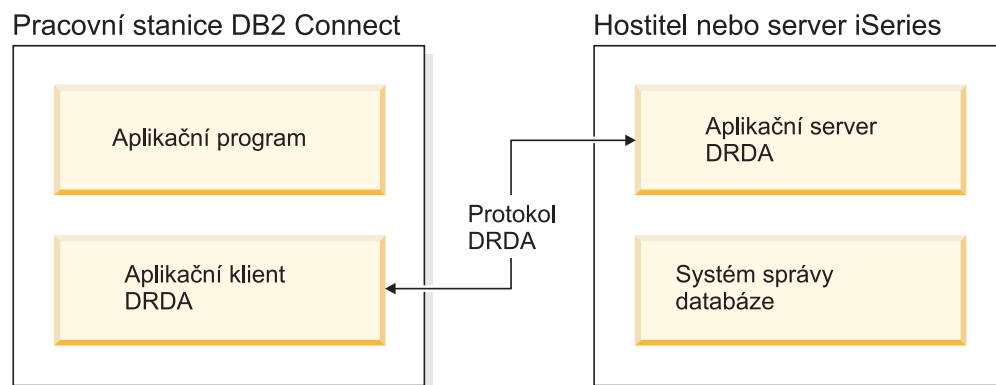 Pracovní stanice DB2 Connect
Aplikační program
Aplikační klient
DRDA
Protokol
DRDA
Hostitel nebo server iSeries
Aplikační server
DRDA
Systém správy
databáze